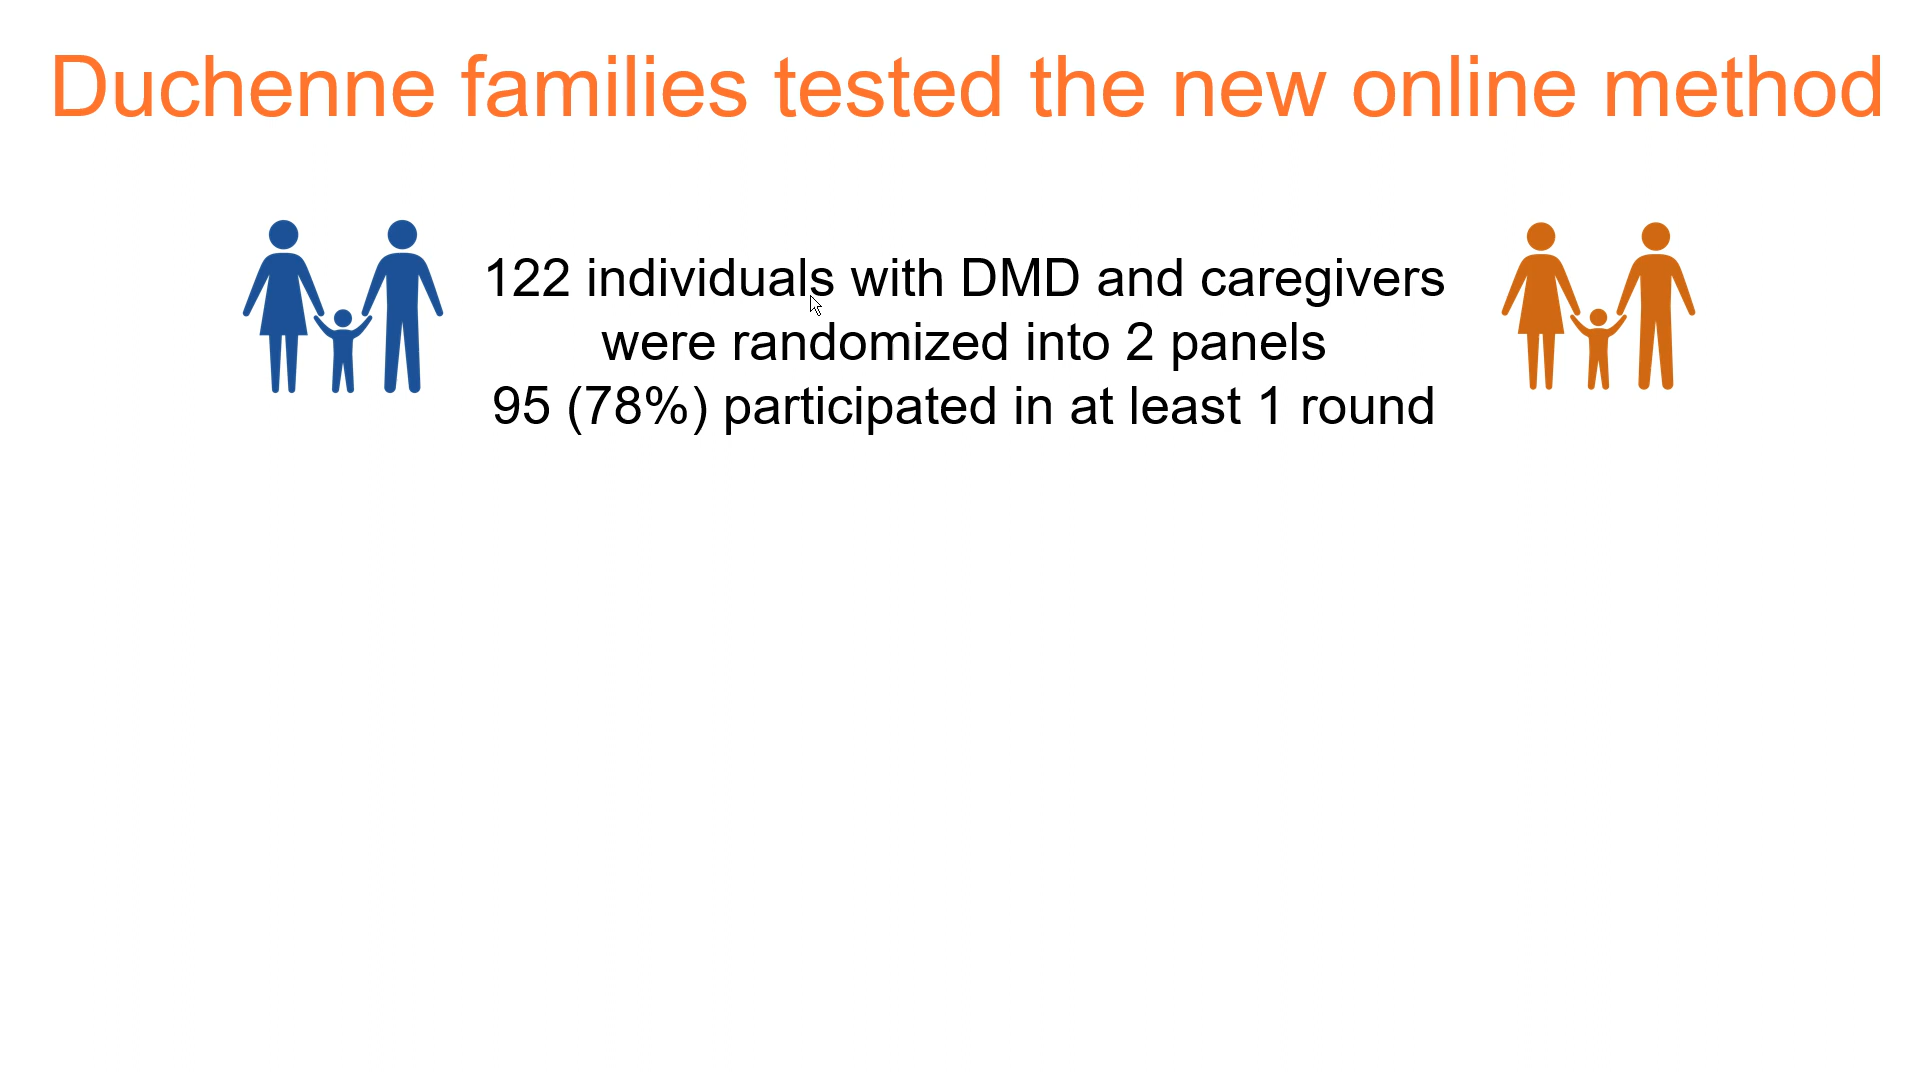 Duchenne families tested the new online method
122 individuals with DMD and caregivers
were randomized into 2 panels
95 (78%) participated in at least 1 round